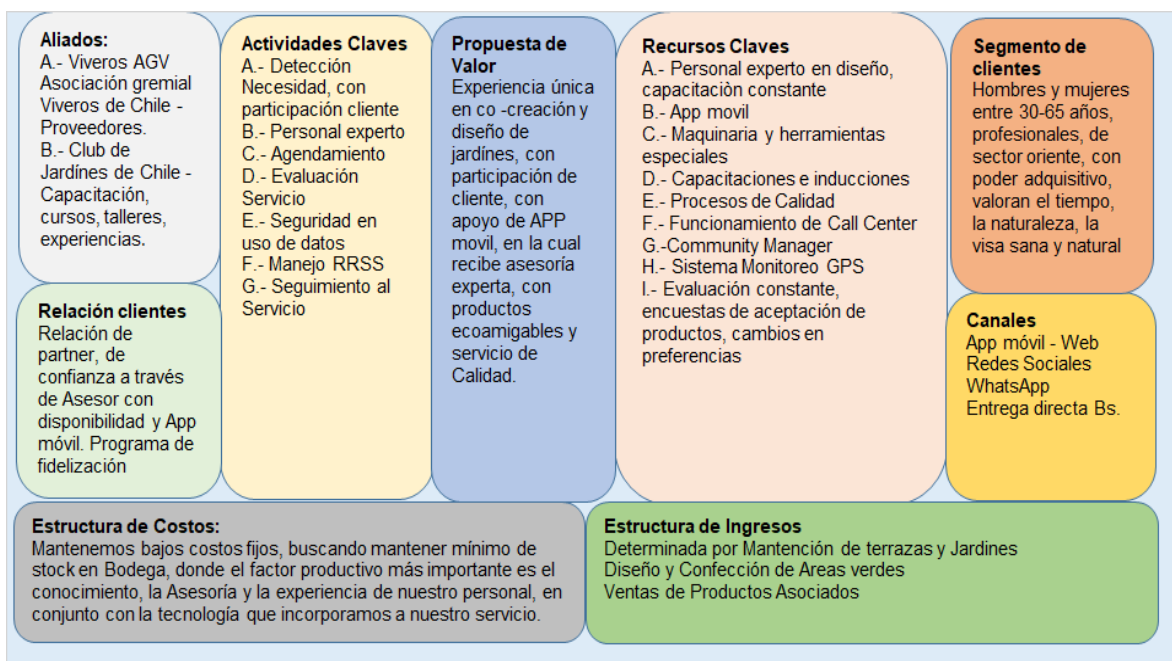 Aliados:
A.- Viveros AGV
Asociación gremial
Viveros de Chile -
Proveedores.
B.- Club de
Jardínes de Chile -
Capacitación,
cursos, talleres,
experiencias.
Relación clientes
Relación de
partner, de
confianza a través
de Asesor con
disponibilidad y App
móvil. Programa de
fidelización
Actividades Claves
A.- Detección
Necesidad, con
participación cliente
B.- Personal experto
C.- Agendamiento
D.- Evaluación
Servicio
E.- Seguridad en
uso de datos
F.- Manejo RRSS
G.- Seguimiento al
Servicio
Propuesta de
Valor
Experiencia única
en co -creación y
diseño de
jardínes, con
participación de
cliente, con
apoyo de APP
movil, en la cual
recibe asesoría
experta, con
productos
ecoamigables y
servicio de
Calidad.
Recursos Claves
A.- Personal experto en diseño,
capacitaciòn constante
B.- App movil
C.- Maquinaria y herramientas
especiales
D.- Capacitaciones e inducciones
E.- Procesos de Calidad
F.- Funcionamiento de Call Center
G.-Community Manager
H.- Sistema Monitoreo GPS
I.- Evaluación constante,
encuestas de aceptación de
productos, cambios en
preferencias
Segmento de
clientes
Hombres y mujeres
entre 30-65 años,
profesionales, de
sector oriente, con
poder adquisitivo,
valoran el tiempo,
la naturaleza, la
visa sana y natural
Canales
App móvil - Web
Redes Sociales
WhatsApp
Entrega directa Bs.
Estructura de Costos:
Mantenemos bajos costos fijos, buscando mantener mínimo de
stock en Bodega, donde el factor productivo más importante es el
conocimiento, la Asesoría y la experiencia de nuestro personal, en
conjunto con la tecnología que incorporamos a nuestro servicio.
Estructura de Ingresos
Determinada por Mantención de terrazas y Jardines
Diseño y Confección de Areas verdes
Ventas de Productos Asociados